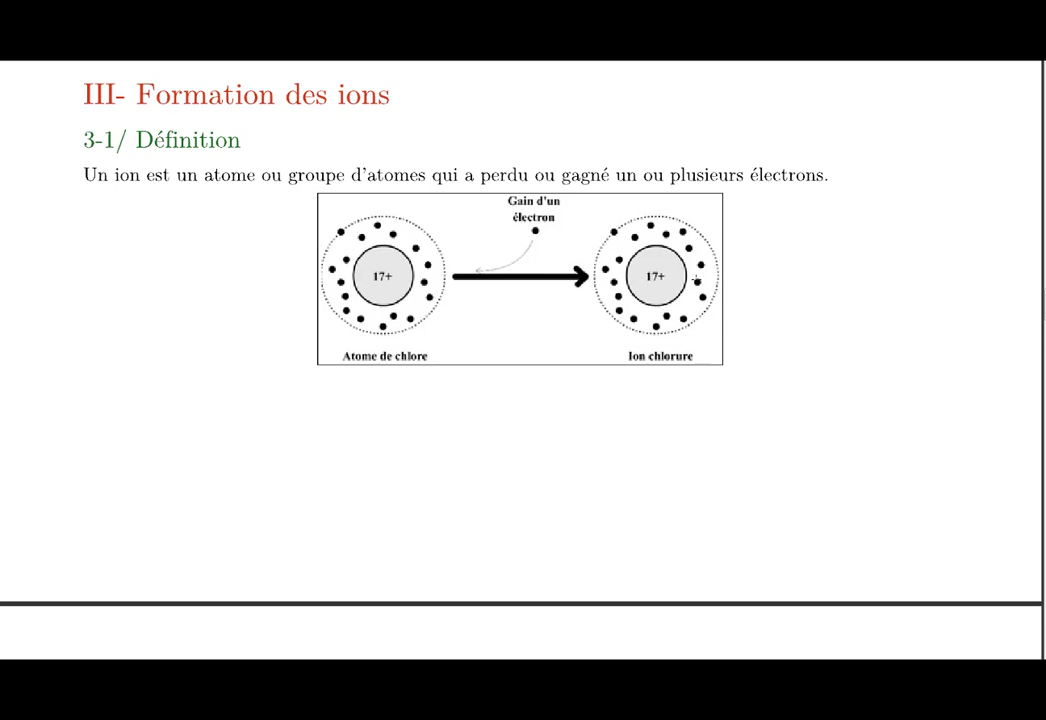 III- Formation des ions
3-1/ Définition
Un ion est un atome ou groupe d'atomes qui a perdu ou gagné un ou plusieurs électrons.
Gain d'un
électron
17+
17+
Atome de chlore
Ion chlorure